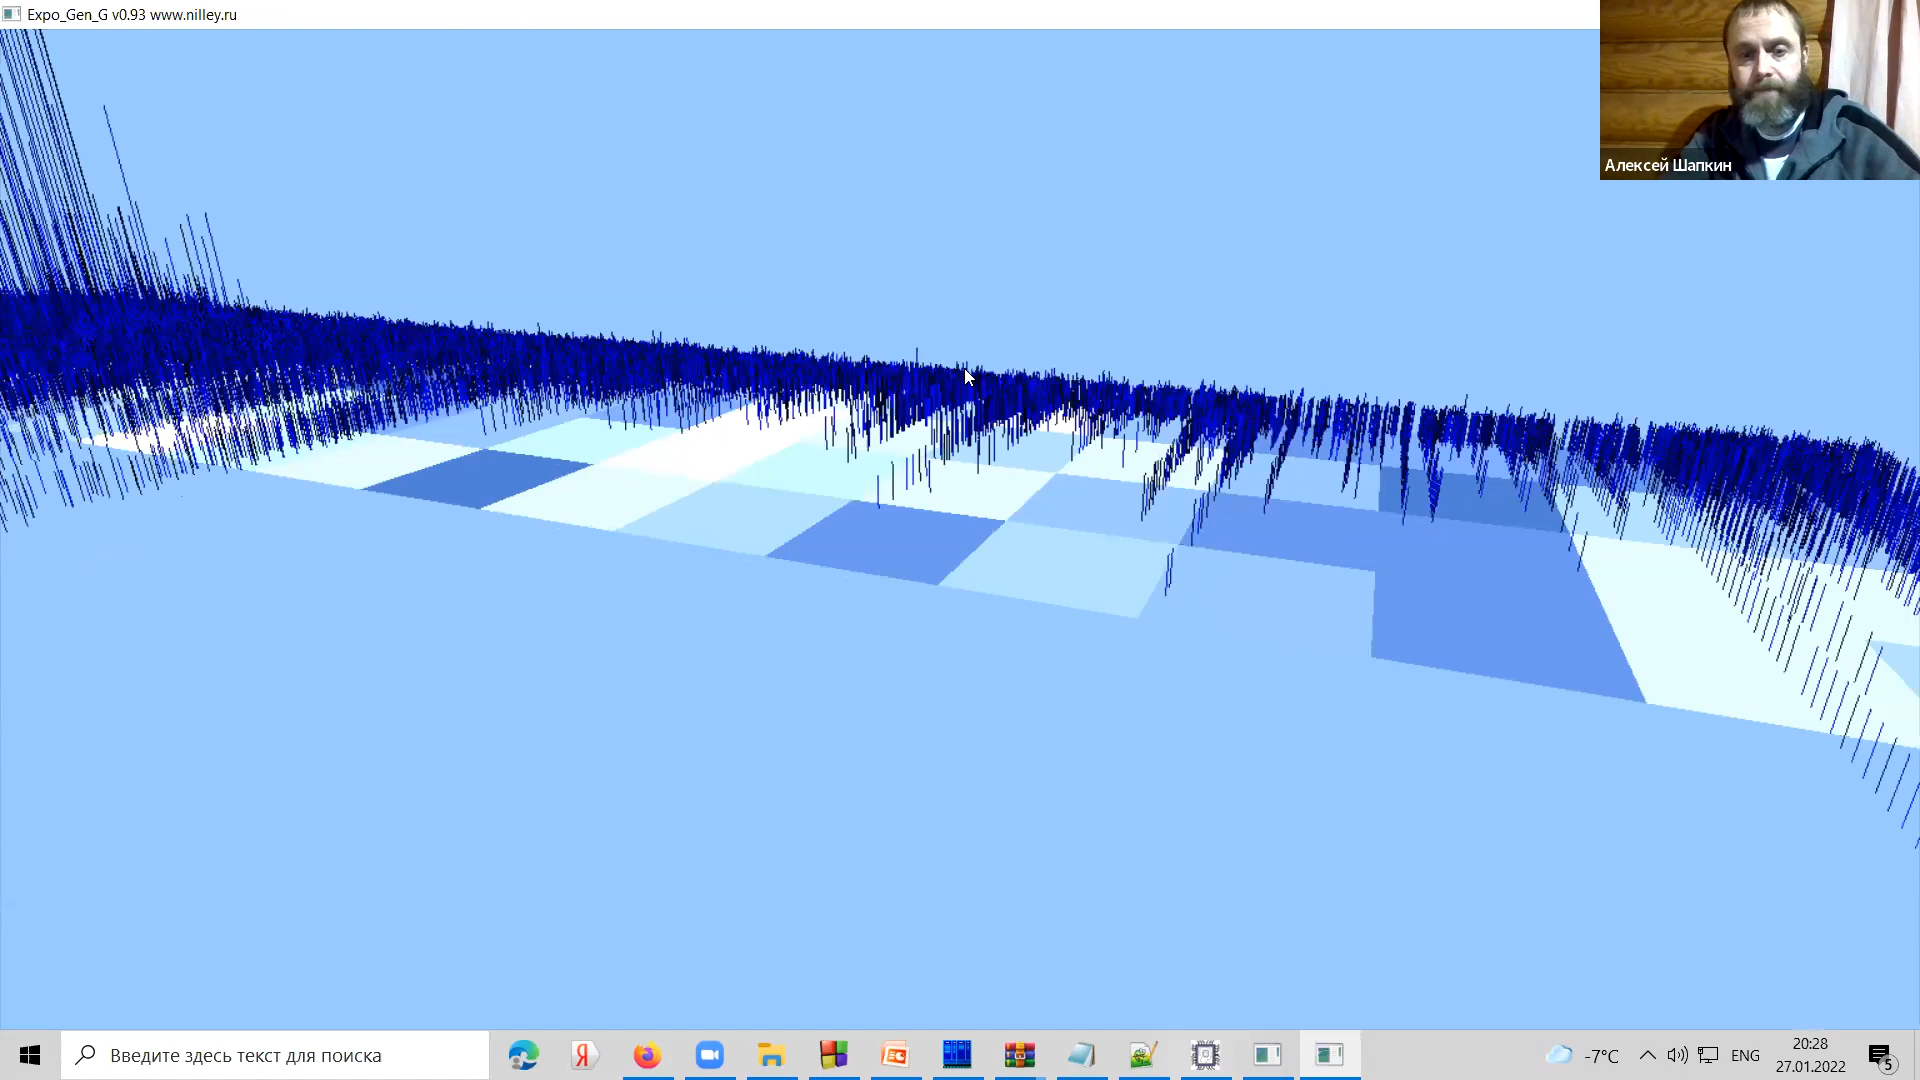 Expo_Gen_G v0.93 www.nilley.ru
Алексей Шапкин
Введите здесь текст для поиска
Я
-7°C
ENG
20:28
27.01.2022
5